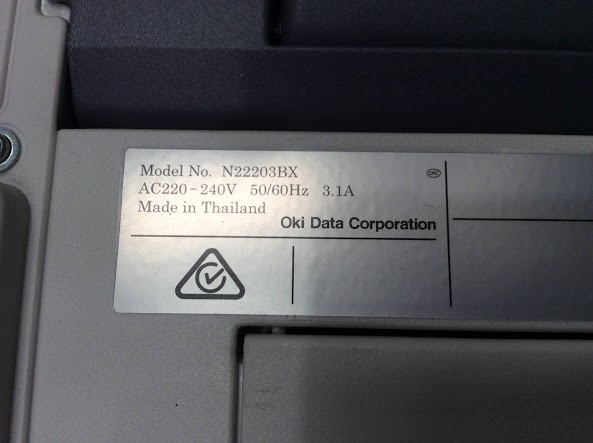 Model No. N22203BX
AC220-240V 50/60Hz 3.1A
Made in Thailand
Oki Data Corporation